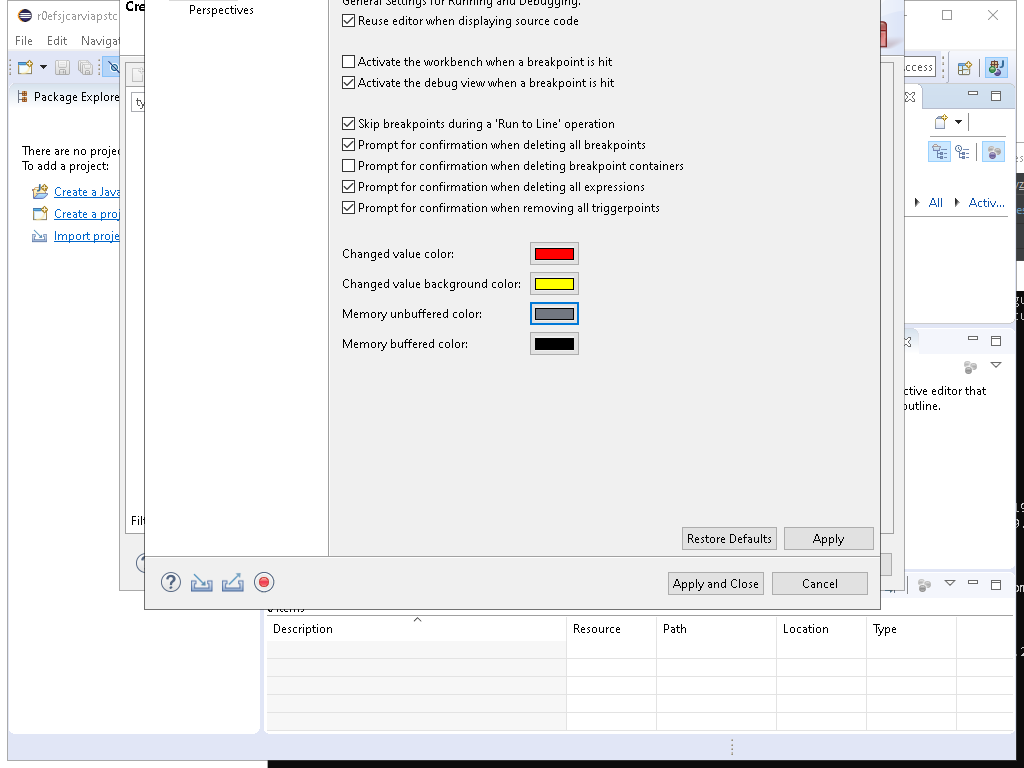 r0efsjcarviapstc
Cre
File Edit Navigat
Package Explore
There are no projec
To add a project:
Create a Java
Create a proj
Import proje
ty
Filt
Perspectives
General Settings for Running and Debugging.
Reuse editor when displaying source code
Activate the workbench when a breakpoint is hit
Activate the debug view when a breakpoint is hit
Skip breakpoints during a 'Run to Line' operation
Prompt for confirmation when deleting all breakpoints
Prompt for confirmation when deleting breakpoint containers
Prompt for confirmation when deleting all expressions
Prompt for confirmation when removing all triggerpoints
Changed value color:
Changed value background color:
Memory unbuffered color:
Memory buffered color:
Restore Defaults Apply
Apply and Close Cancel
ccess
All Activ...
ctive editor that
outline.
items
Description Resource Path Location Type